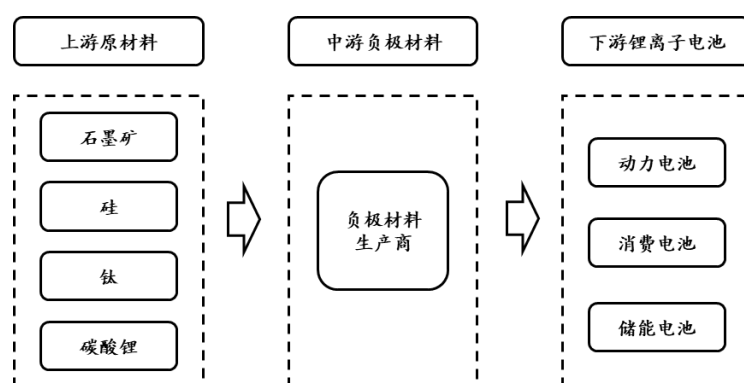 上游原材料
中游负极材料
下游锂离子电池
石墨矿
硅
钛
碳酸锂
负极材料
生产商
动力电池
消费电池
储能电池